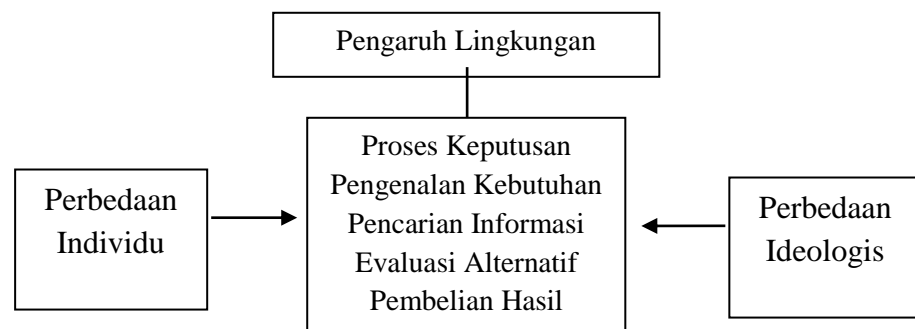 Pengaruh Lingkungan
Proses Keputusan
Pengenalan Kebutuhan
Pencarian Informasi
Evaluasi Alternatif
Pembelian Hasil
Perbedaan
Individu
Perbedaan
Ideologis